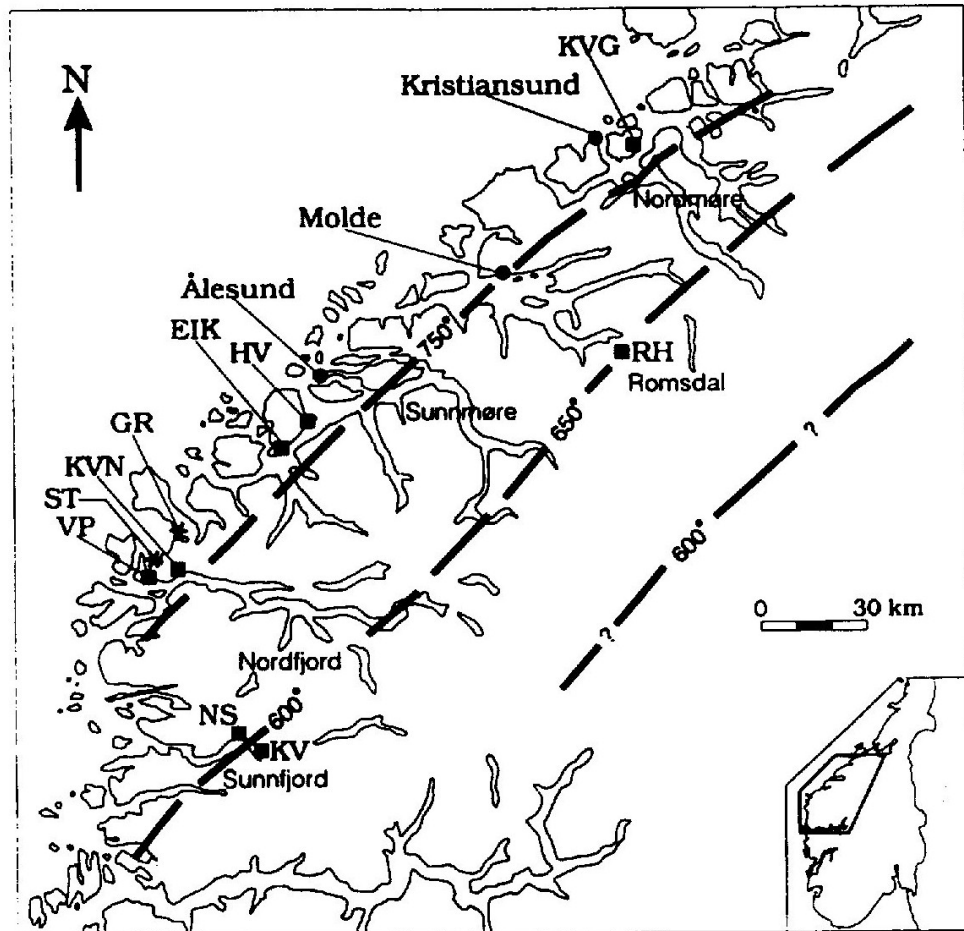 KVG
N
Kristiansund
Nordmøre
Molde
Ålesund
EIK
HV
750°
RH
Romsdal
Sunnmøre
650°
GR
KVN
ST
VP
?
600°
?
0 30 km
Nordfjord
600°
NS
KV
Sunnfjord